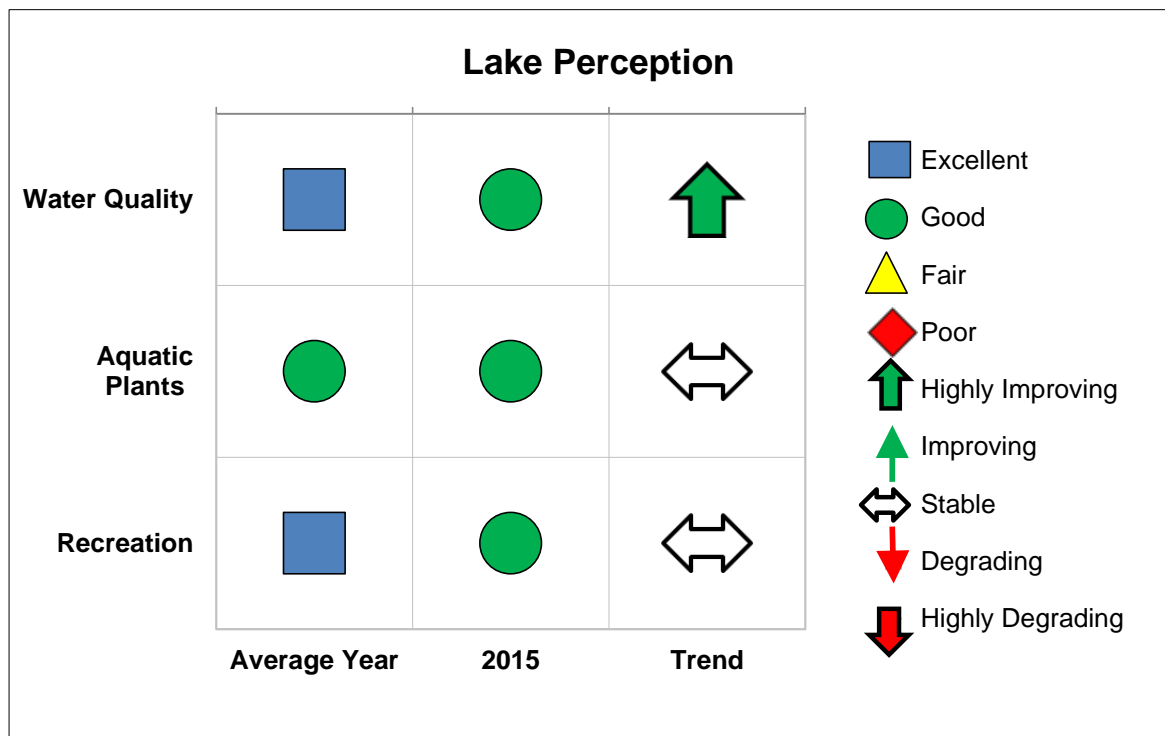 Lake Perception
Water Quality
Aquatic
Plants
Recreation
Average Year
2015
Trend
Excellent
Good
Fair
Poor
Highly Improving
Improving
Stable
Degrading
Highly Degrading